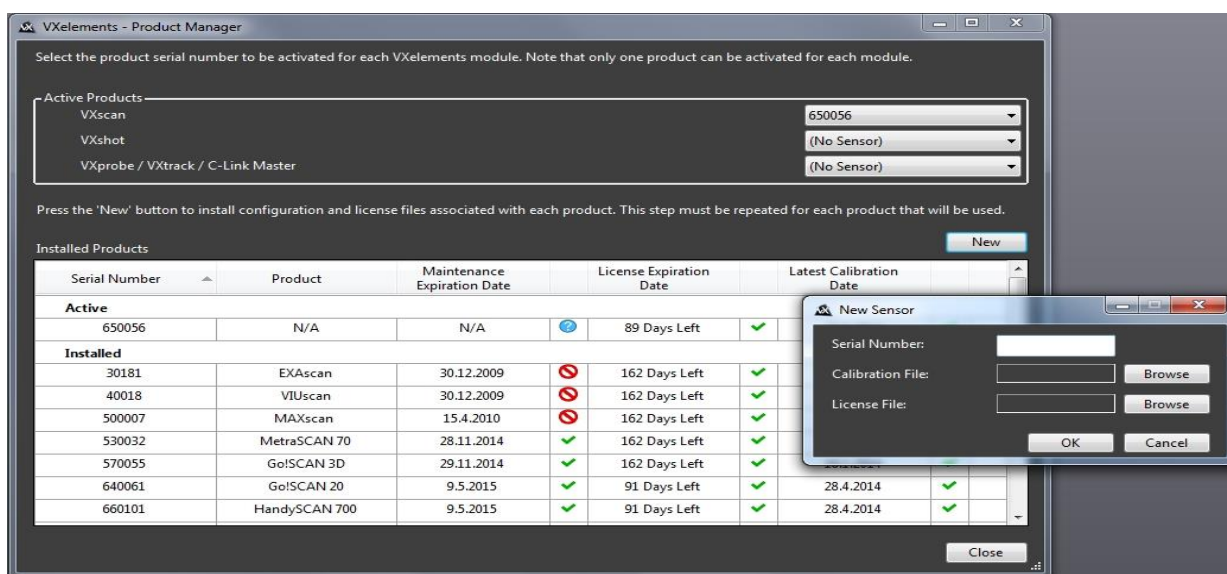 VXelements - Product Manager
Select the product serial number to be activated for each VXelements module. Note that only one product can be activated for each module.
Active Products
VXscan 650056
VXshot (No Sensor)
VXprobe / VXtrack / C-Link Master (No Sensor)
Press the 'New' button to install configuration and license files associated with each product. This step must be repeated for each product that will be used.
Installed Products New
Serial Number Product Maintenance Expiration Date License Expiration Date Latest Calibration Date
Active
650056 N/A N/A 89 Days Left
Installed
30181 EXAscan 30.12.2009 162 Days Left
40018 VIUscan 30.12.2009 162 Days Left
500007 MAXscan 15.4.2010 162 Days Left
530032 MetraSCAN 70 28.11.2014 162 Days Left
570055 Go!SCAN 3D 29.11.2014 162 Days Left
640061 Go!SCAN 20 9.5.2015 91 Days Left 28.4.2014
660101 HandySCAN 700 9.5.2015 91 Days Left 28.4.2014
Close
New Sensor
Serial Number:
Calibration File: Browse
License File: Browse
OK Cancel